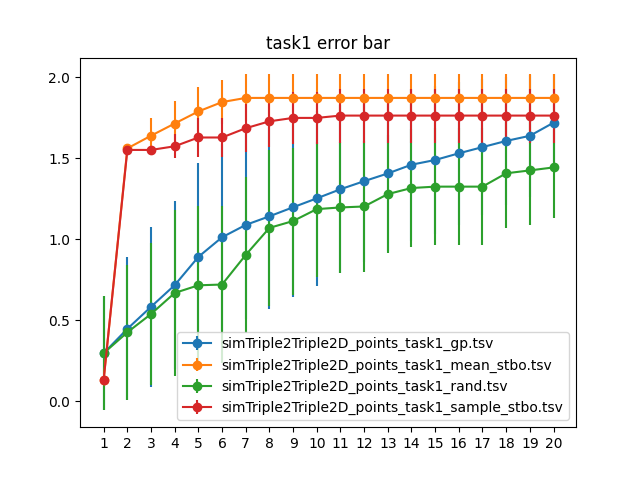 task1 error bar
2.0
1.5
1.0
0.5
0.0
simTriple2Triple2D_points_task1_gp.tsv
simTriple2Triple2D_points_task1_mean_stbo.tsv
simTriple2Triple2D_points_task1_rand.tsv
simTriple2Triple2D_points_task1_sample_stbo.tsv
1 2 3 4 5 6 7 8 9 10 11 12 13 14 15 16 17 18 19 20